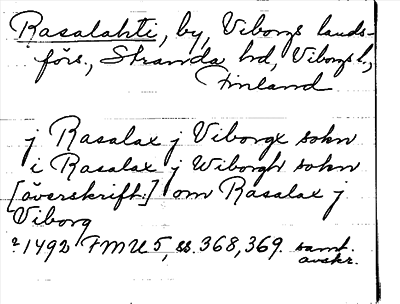 Rasalahti, by, Viborgs lands-
förs., Stranda hd, Viborgs l.,
Finland
j Rasalax j Viborgx sokn
i Rasalax j Wiborgh sokn
[överskrift.] om Rasalax j
Viborg
? 1492 FMU 5, ss. 368, 369. samt.
avskr.